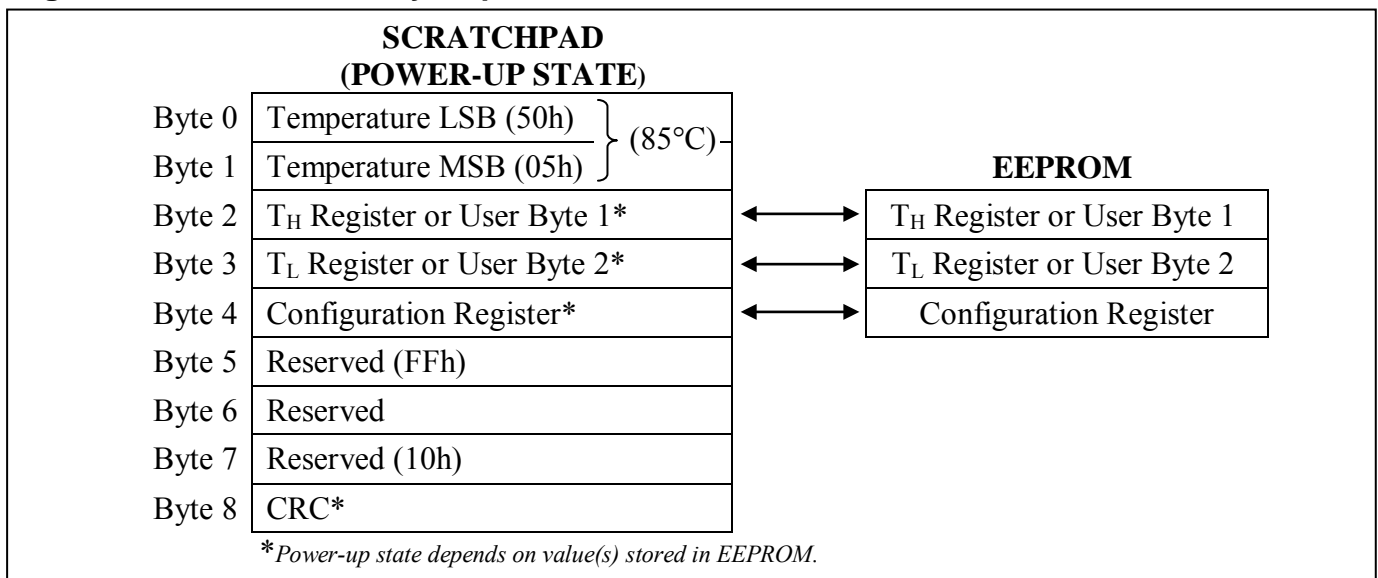 SCRATCHPAD
(POWER-UP STATE)
Byte 0 Temperature LSB (50h)
(85°C)
Byte 1 Temperature MSB (05h)
EEPROM
Byte 2 TH Register or User Byte 1* TH Register or User Byte 1
Byte 3 TL Register or User Byte 2* TL Register or User Byte 2
Byte 4 Configuration Register* Configuration Register
Byte 5 Reserved (FFh)
Byte 6 Reserved
Byte 7 Reserved (10h)
Byte 8 CRC*
*Power-up state depends on value(s) stored in EEPROM.